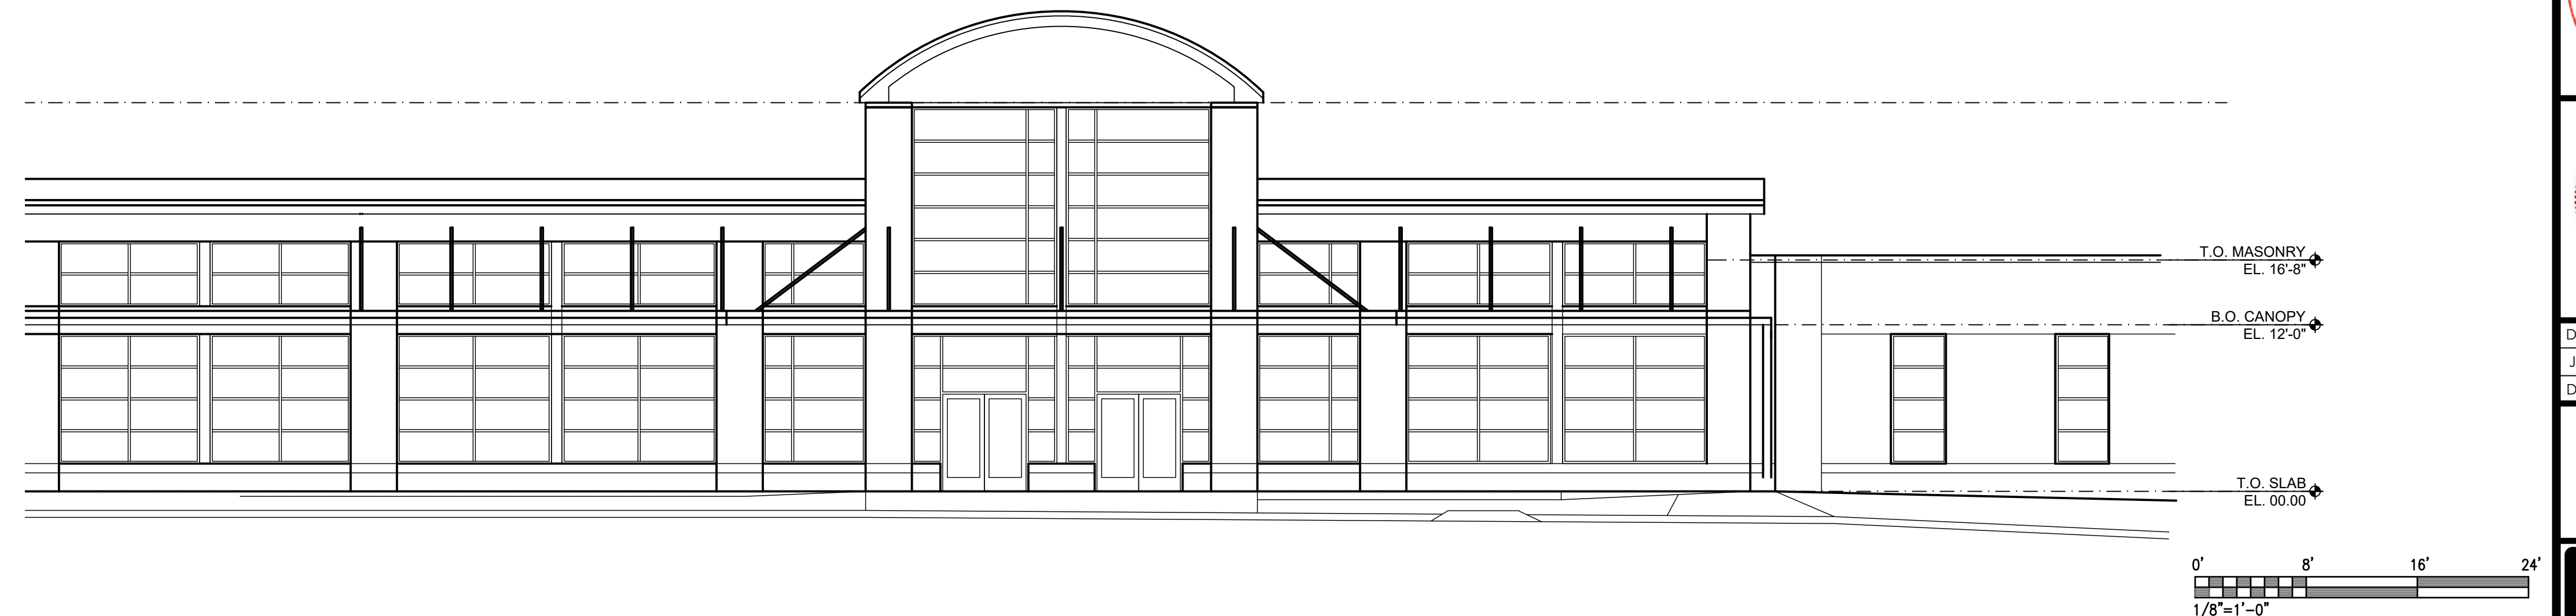 T.O. MASONRY
EL. 16'-8"
B.O. CANOPY
EL. 12'-0"
T.O. SLAB
EL. 00.00
0' 8' 16' 24'
1/8"=1'-0"
D
J
D